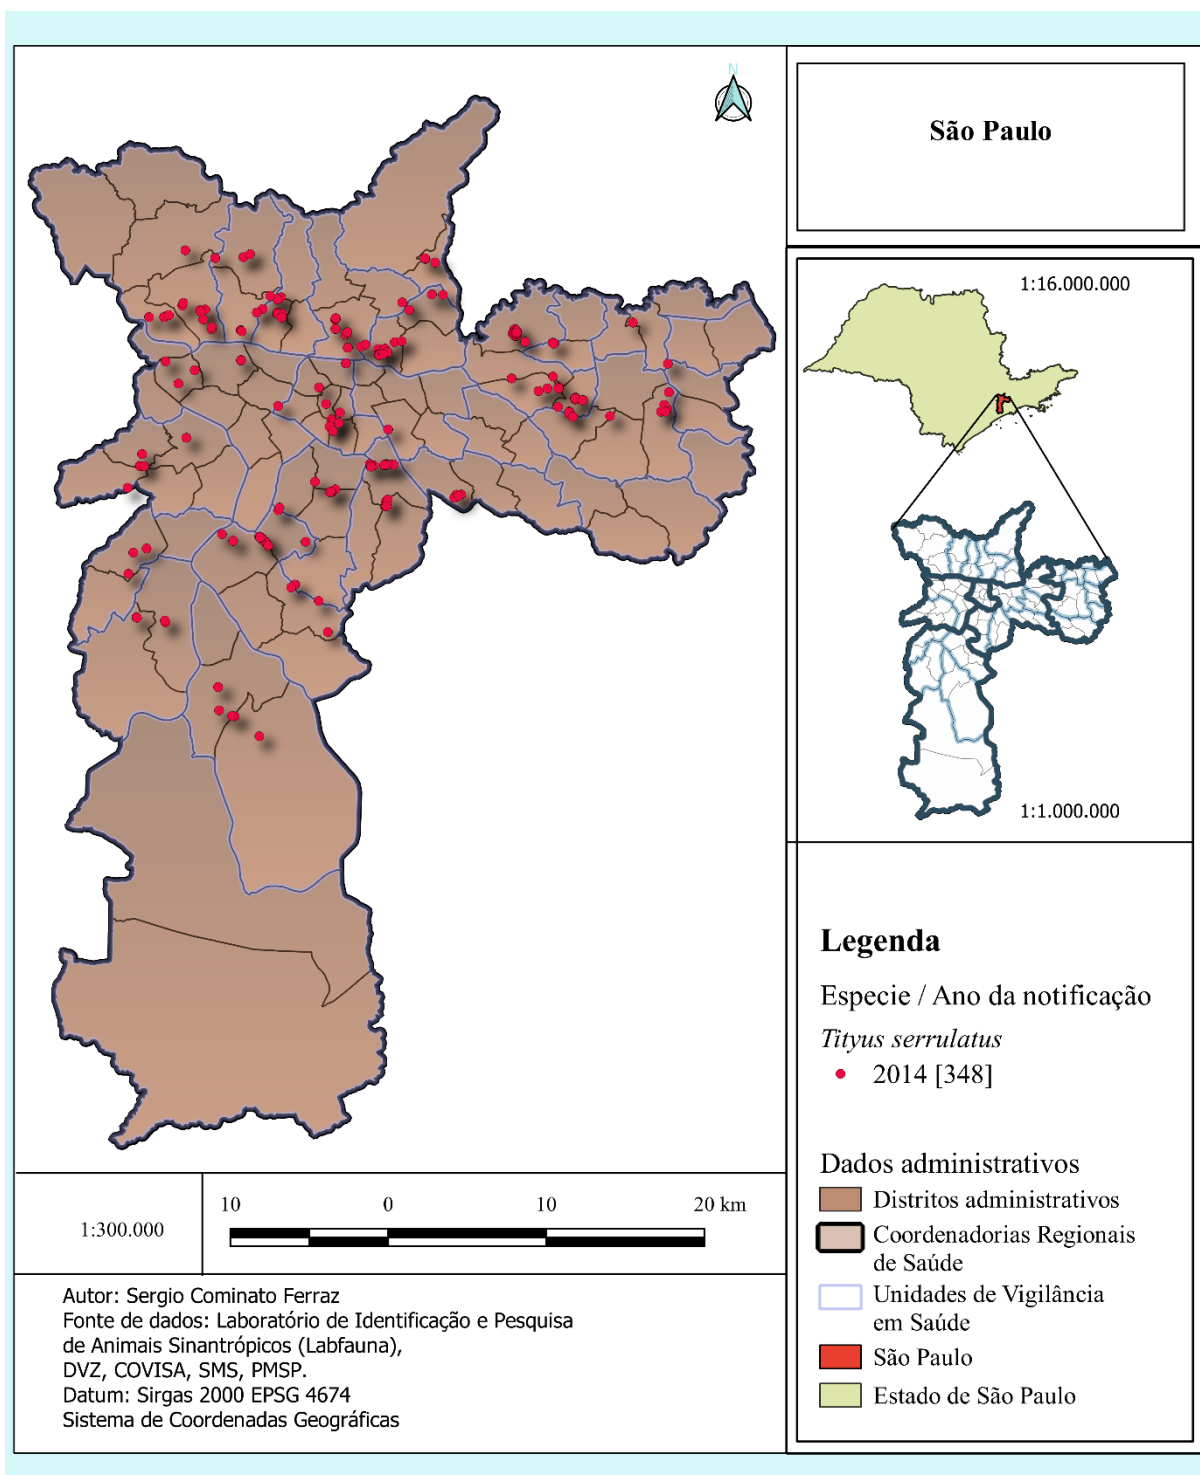 N
São Paulo
1:16.000.000
1:1.000.000
Legenda
Especie / Ano da notificação
Tityus serrulatus
2014 [348]
Dados administrativos
Distritos administrativos
Coordenadorias Regionais
de Saúde
Unidades de Vigilância
em Saúde
São Paulo
Estado de São Paulo
1:300.000
10 0 10 20 km
Autor: Sergio Cominato Ferraz
Fonte de dados: Laboratório de Identificação e Pesquisa
de Animais Sinantrópicos (Labfauna),
DVZ, COVISA, SMS, PMSP.
Datum: Sirgas 2000 EPSG 4674
Sistema de Coordenadas Geográficas